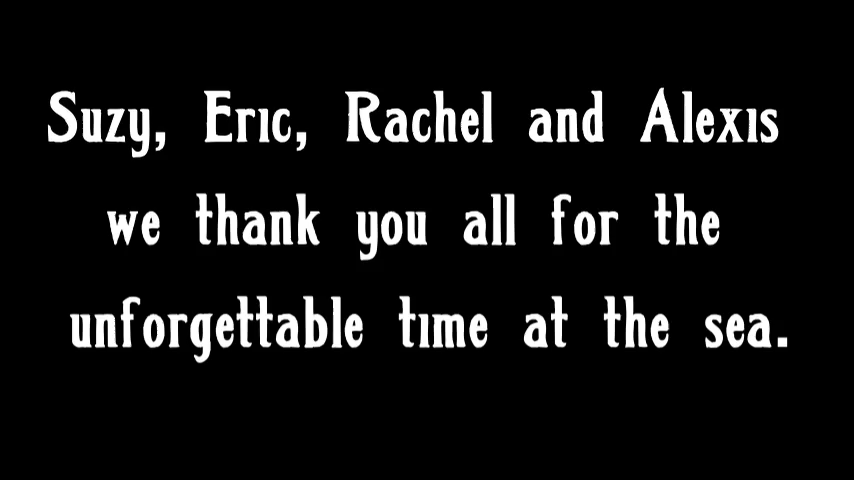 Suzy, Eric, Rachel and Alexis
we thank you all for the
unforgettable time at the sea.